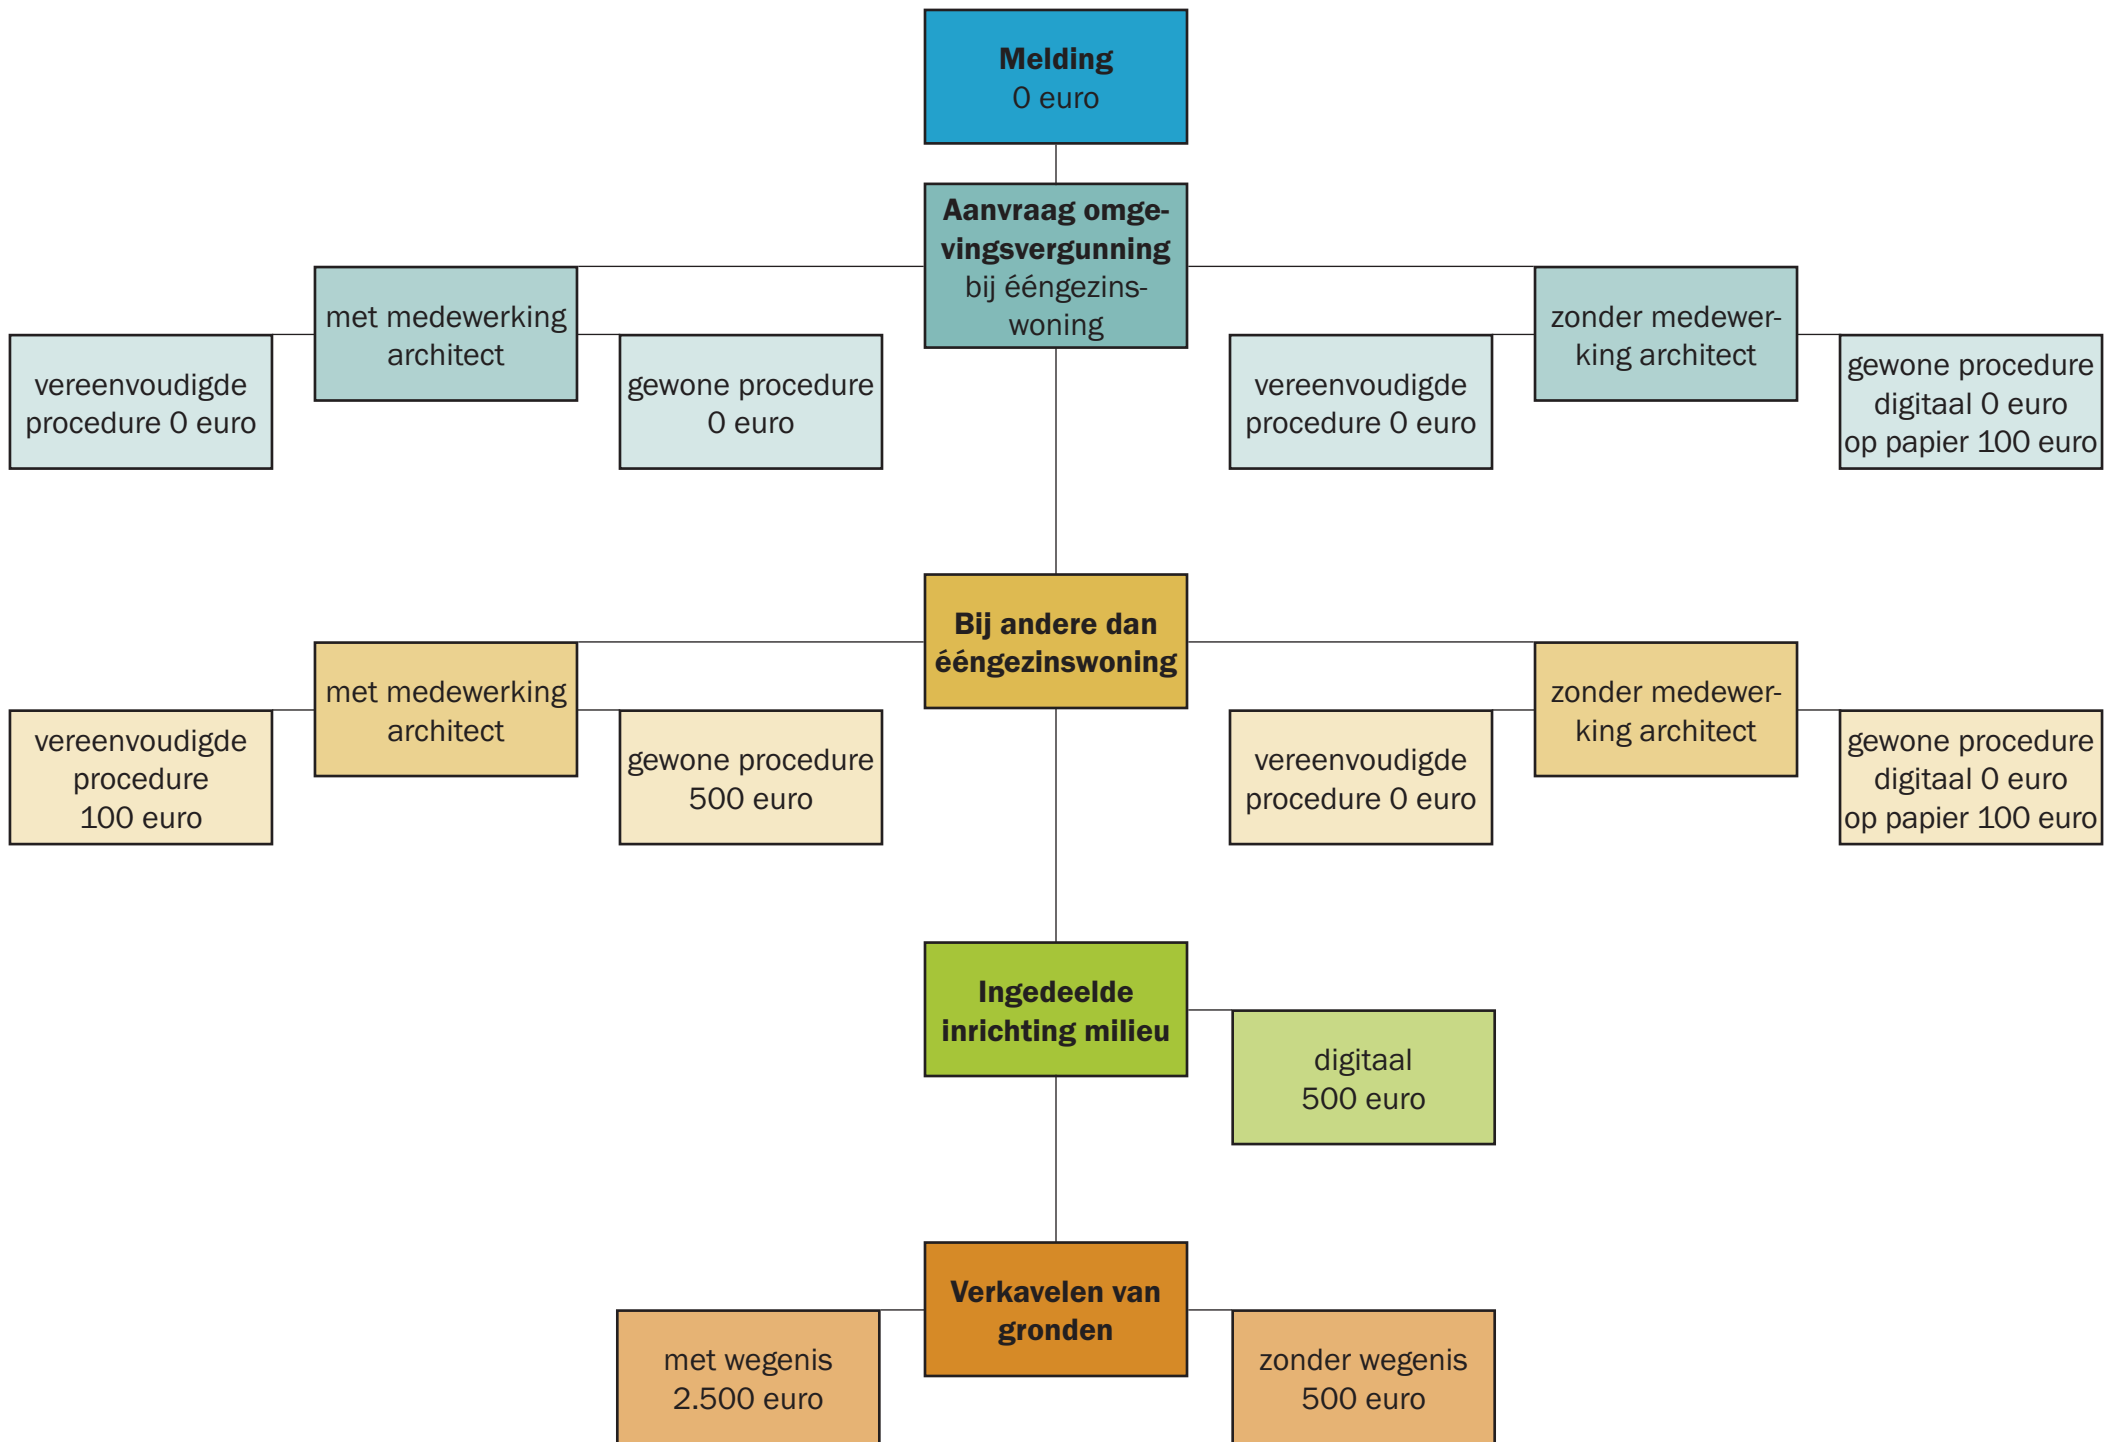 Melding
0 euro
Aanvraag omge-
vingsvergunning
bij ééngezins-
woning
met medewerking
architect
vereenvoudigde
procedure 0 euro
gewone procedure
0 euro
zonder medewer-
king architect
vereenvoudigde
procedure 0 euro
gewone procedure
digitaal 0 euro
op papier 100 euro
Bij andere dan
ééngezinswoning
met medewerking
architect
vereenvoudigde
procedure
100 euro
gewone procedure
500 euro
zonder medewer-
king architect
vereenvoudigde
procedure 0 euro
gewone procedure
digitaal 0 euro
op papier 100 euro
Ingedeelde
inrichting milieu
digitaal
500 euro
Verkavelen van
gronden
met wegenis
2.500 euro
zonder wegenis
500 euro